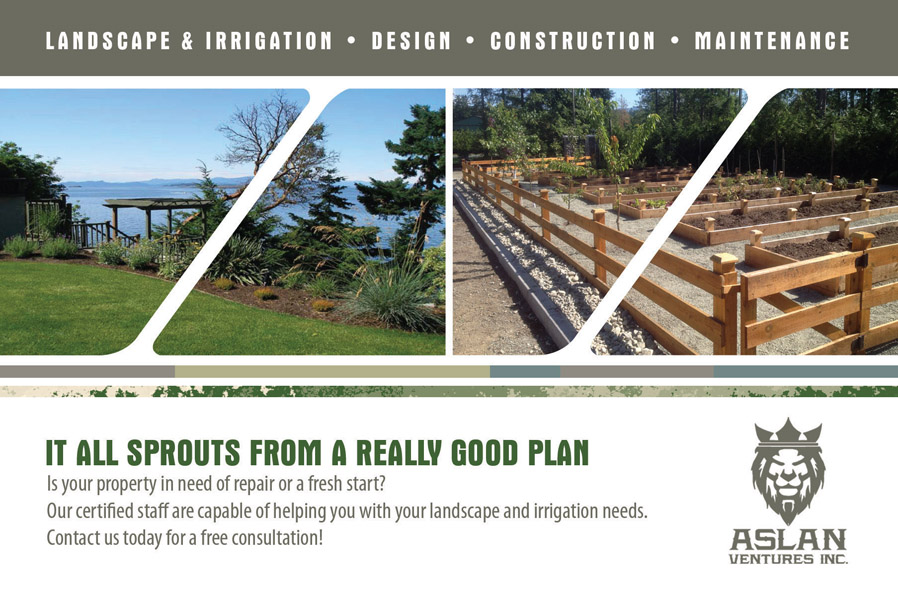 LANDSCAPE & IRRIGATION • DESIGN • CONSTRUCTION • MAINTENANCE
IT ALL SPROUTS FROM A REALLY GOOD PLAN
Is your property in need of repair or a fresh start?
Our certified staff are capable of helping you with your landscape and irrigation needs.
Contact us today for a free consultation!
ASLAN
VENTURES INC.